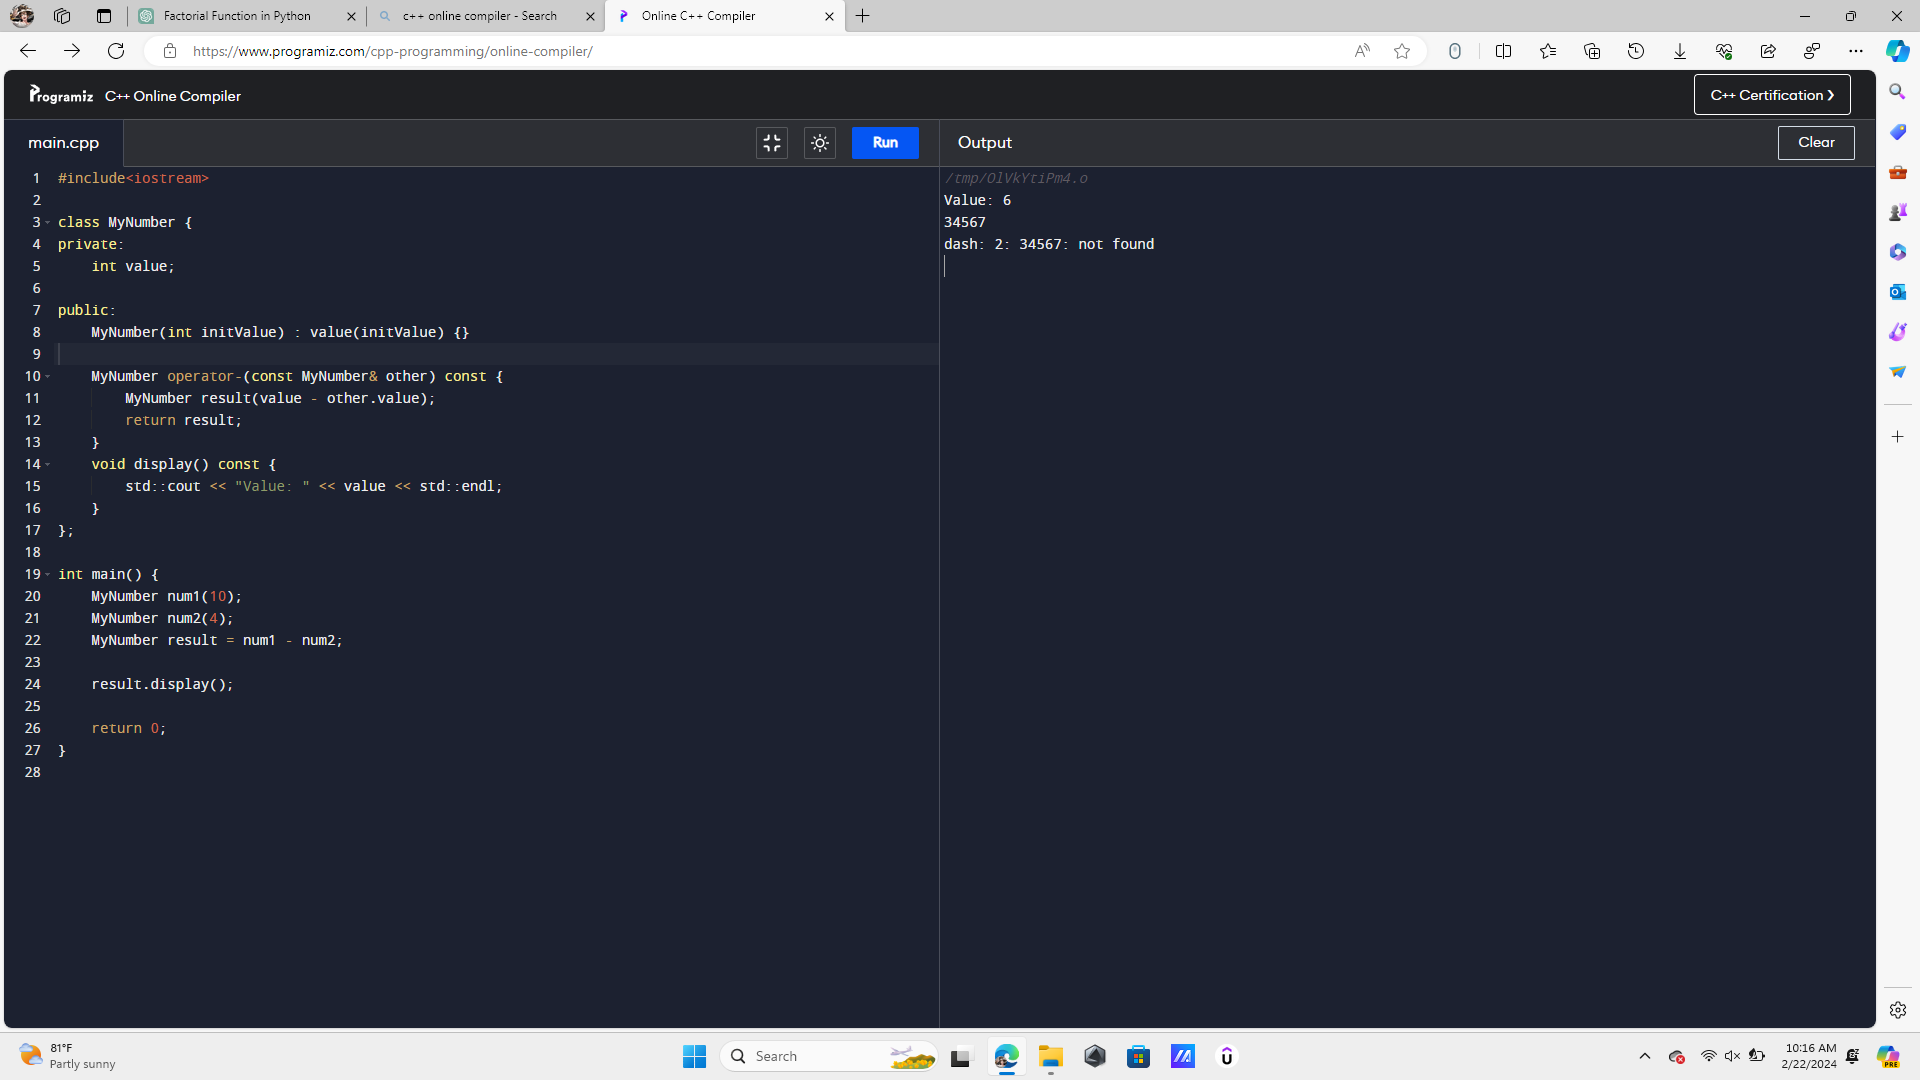 Factorial Function in Python
c++ online compiler - Search
Online C++ Compiler
https://www.programiz.com/cpp-programming/online-compiler/
Programiz C++ Online Compiler
C++ Certification ❯
main.cpp
Run
Output
Clear
1 #include<iostream>
2
3 class MyNumber {
4 private:
5     int value;
6
7 public:
8     MyNumber(int initValue) : value(initValue) {}
9
10     MyNumber operator-(const MyNumber& other) const {
11         MyNumber result(value - other.value);
12         return result;
13     }
14     void display() const {
15         std::cout << "Value: " << value << std::endl;
16     }
17 };
18
19 int main() {
20     MyNumber num1(10);
21     MyNumber num2(4);
22     MyNumber result = num1 - num2;
23
24     result.display();
25
26     return 0;
27 }
28
/tmp/OlVkYtiPm4.o
Value: 6
34567
dash: 2: 34567: not found
81°F
Partly sunny
Search
10:16 AM
2/22/2024
PRE